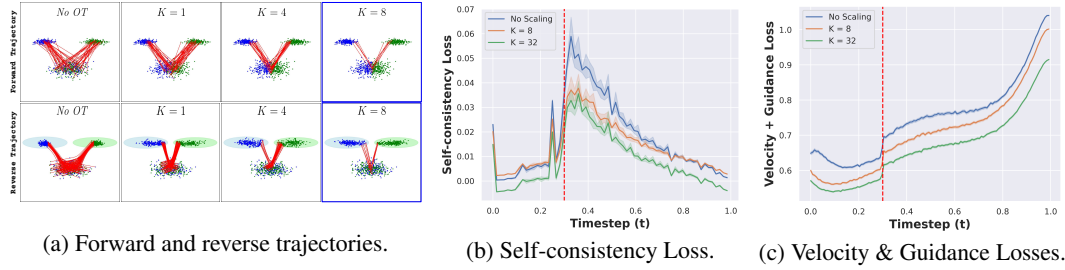 Forward Trajectory
No OT
K = 1
K = 4
K = 8
Reverse Trajectory
No OT
K = 1
K = 4
K = 8
(a) Forward and reverse trajectories.
Self-consistency Loss
0.07
0.06
0.05
0.04
0.03
0.02
0.01
0.00
No Scaling
K = 8
K = 32
0.0 0.2 0.4 0.6 0.8 1.0
Timestep (t)
(b) Self-consistency Loss.
Velocity + Guidance Loss
1.0
0.9
0.8
0.7
0.6
No Scaling
K = 8
K = 32
0.0 0.2 0.4 0.6 0.8 1.0
Timestep (t)
(c) Velocity & Guidance Losses.